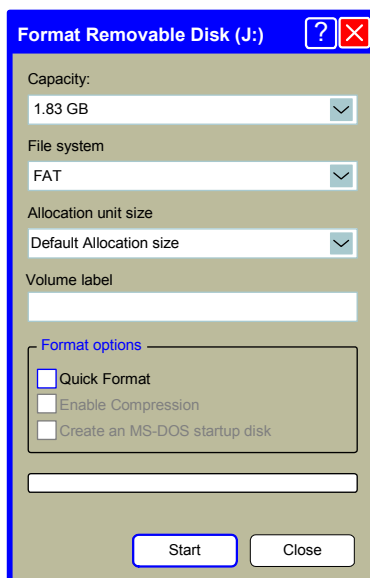 Format Removable Disk (J:) ?
Capacity:
1.83 GB
File system
FAT
Allocation unit size
Default Allocation size
Volume label
Format options
Quick Format
Enable Compression
Create an MS-DOS startup disk
Start Close